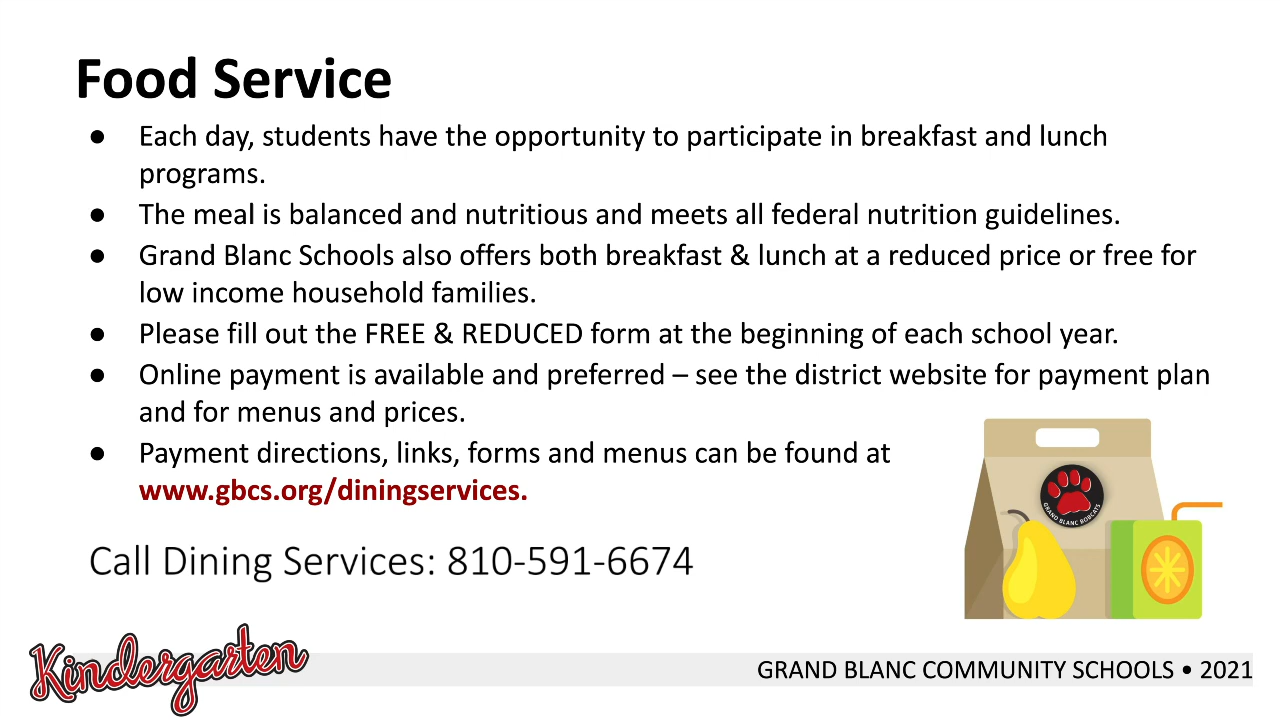 Food Service
● Each day, students have the opportunity to participate in breakfast and lunch
programs.
● The meal is balanced and nutritious and meets all federal nutrition guidelines.
● Grand Blanc Schools also offers both breakfast & lunch at a reduced price or free for
low income household families.
● Please fill out the FREE & REDUCED form at the beginning of each school year.
● Online payment is available and preferred – see the district website for payment plan
and for menus and prices.
● Payment directions, links, forms and menus can be found at
www.gbcs.org/diningservices.
GRAND BLANC BOBCATS
Call Dining Services: 810-591-6674
Kindergarten
GRAND BLANC COMMUNITY SCHOOLS • 2021